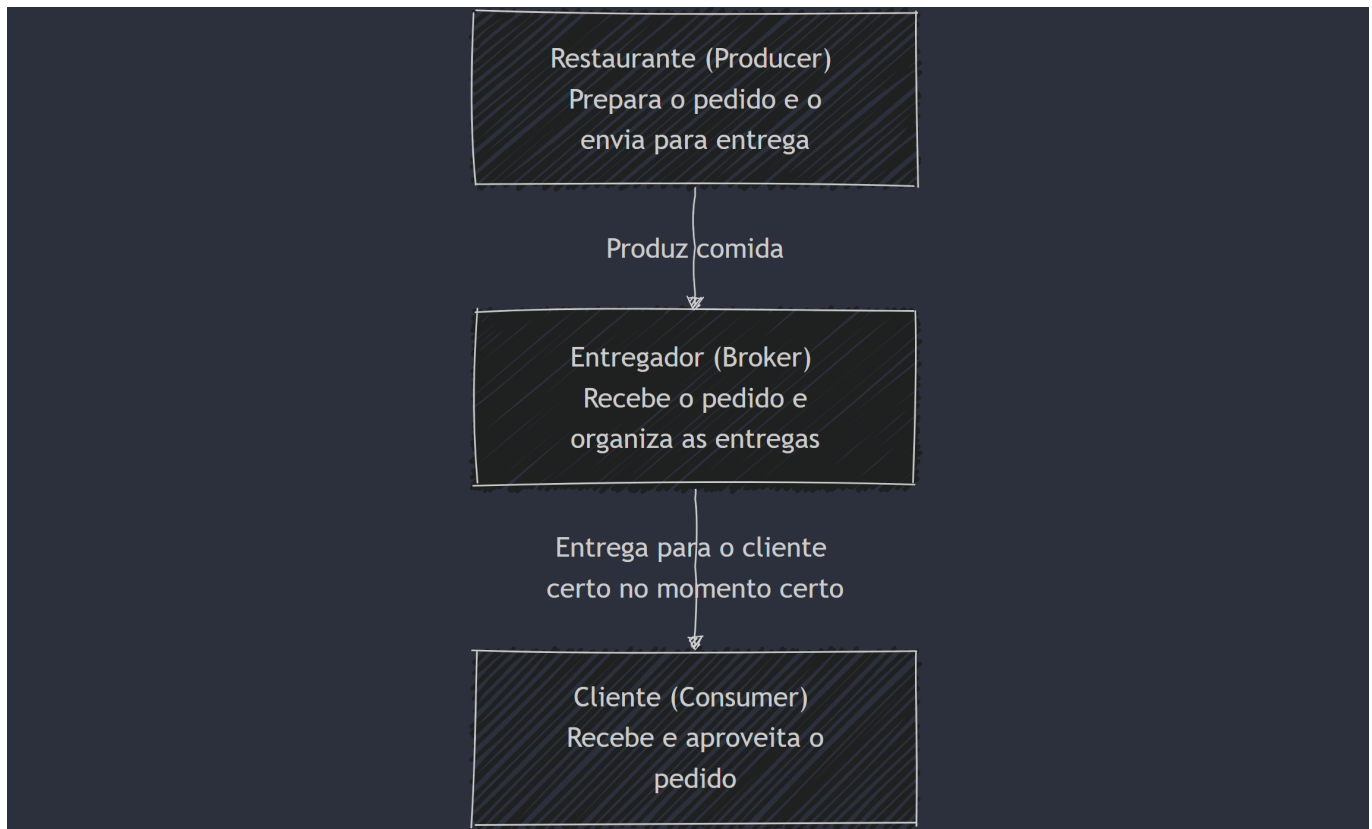 Restaurante (Producer)
Prepara o pedido e o
envia para entrega
Produz comida
Entregador (Broker)
Recebe o pedido e
organiza as entregas
Entrega para o cliente
certo no momento certo
Cliente (Consumer)
Recebe e aproveita o
pedido